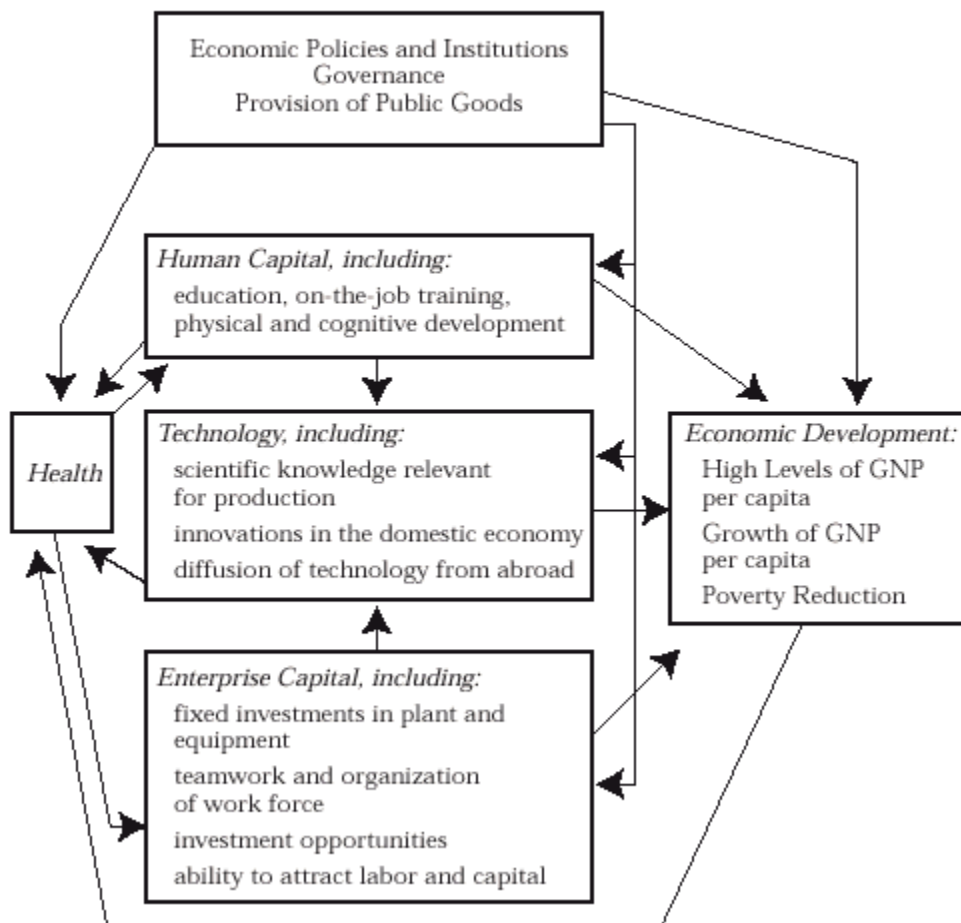 Economic Policies and Institutions
Governance
Provision of Public Goods
Human Capital, including:
education, on-the-job training,
physical and cognitive development
Health
Technology, including:
scientific knowledge relevant
for production
innovations in the domestic economy
diffusion of technology from abroad
Economic Development:
High Levels of GNP
per capita
Growth of GNP
per capita
Poverty Reduction
Enterprise Capital, including:
fixed investments in plant and
equipment
teamwork and organization
of work force
investment opportunities
ability to attract labor and capital